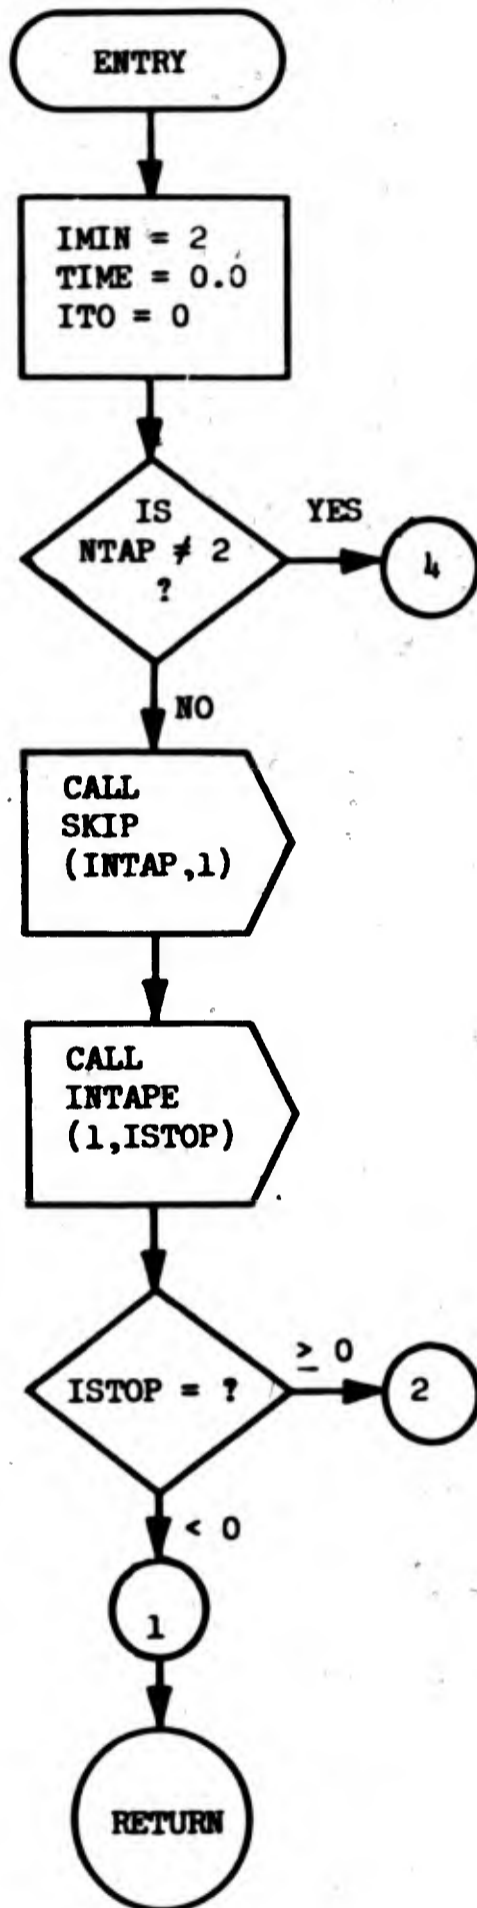 ENTRY
IMIN = 2
TIME = 0.0
ITO = 0
IS
NTAP ≠ 2
?
YES
4
NO
CALL
SKIP
(INTAP,1)
CALL
INTAPE
(1,ISTOP)
ISTOP = ?
≥ 0
2
< 0
1
RETURN